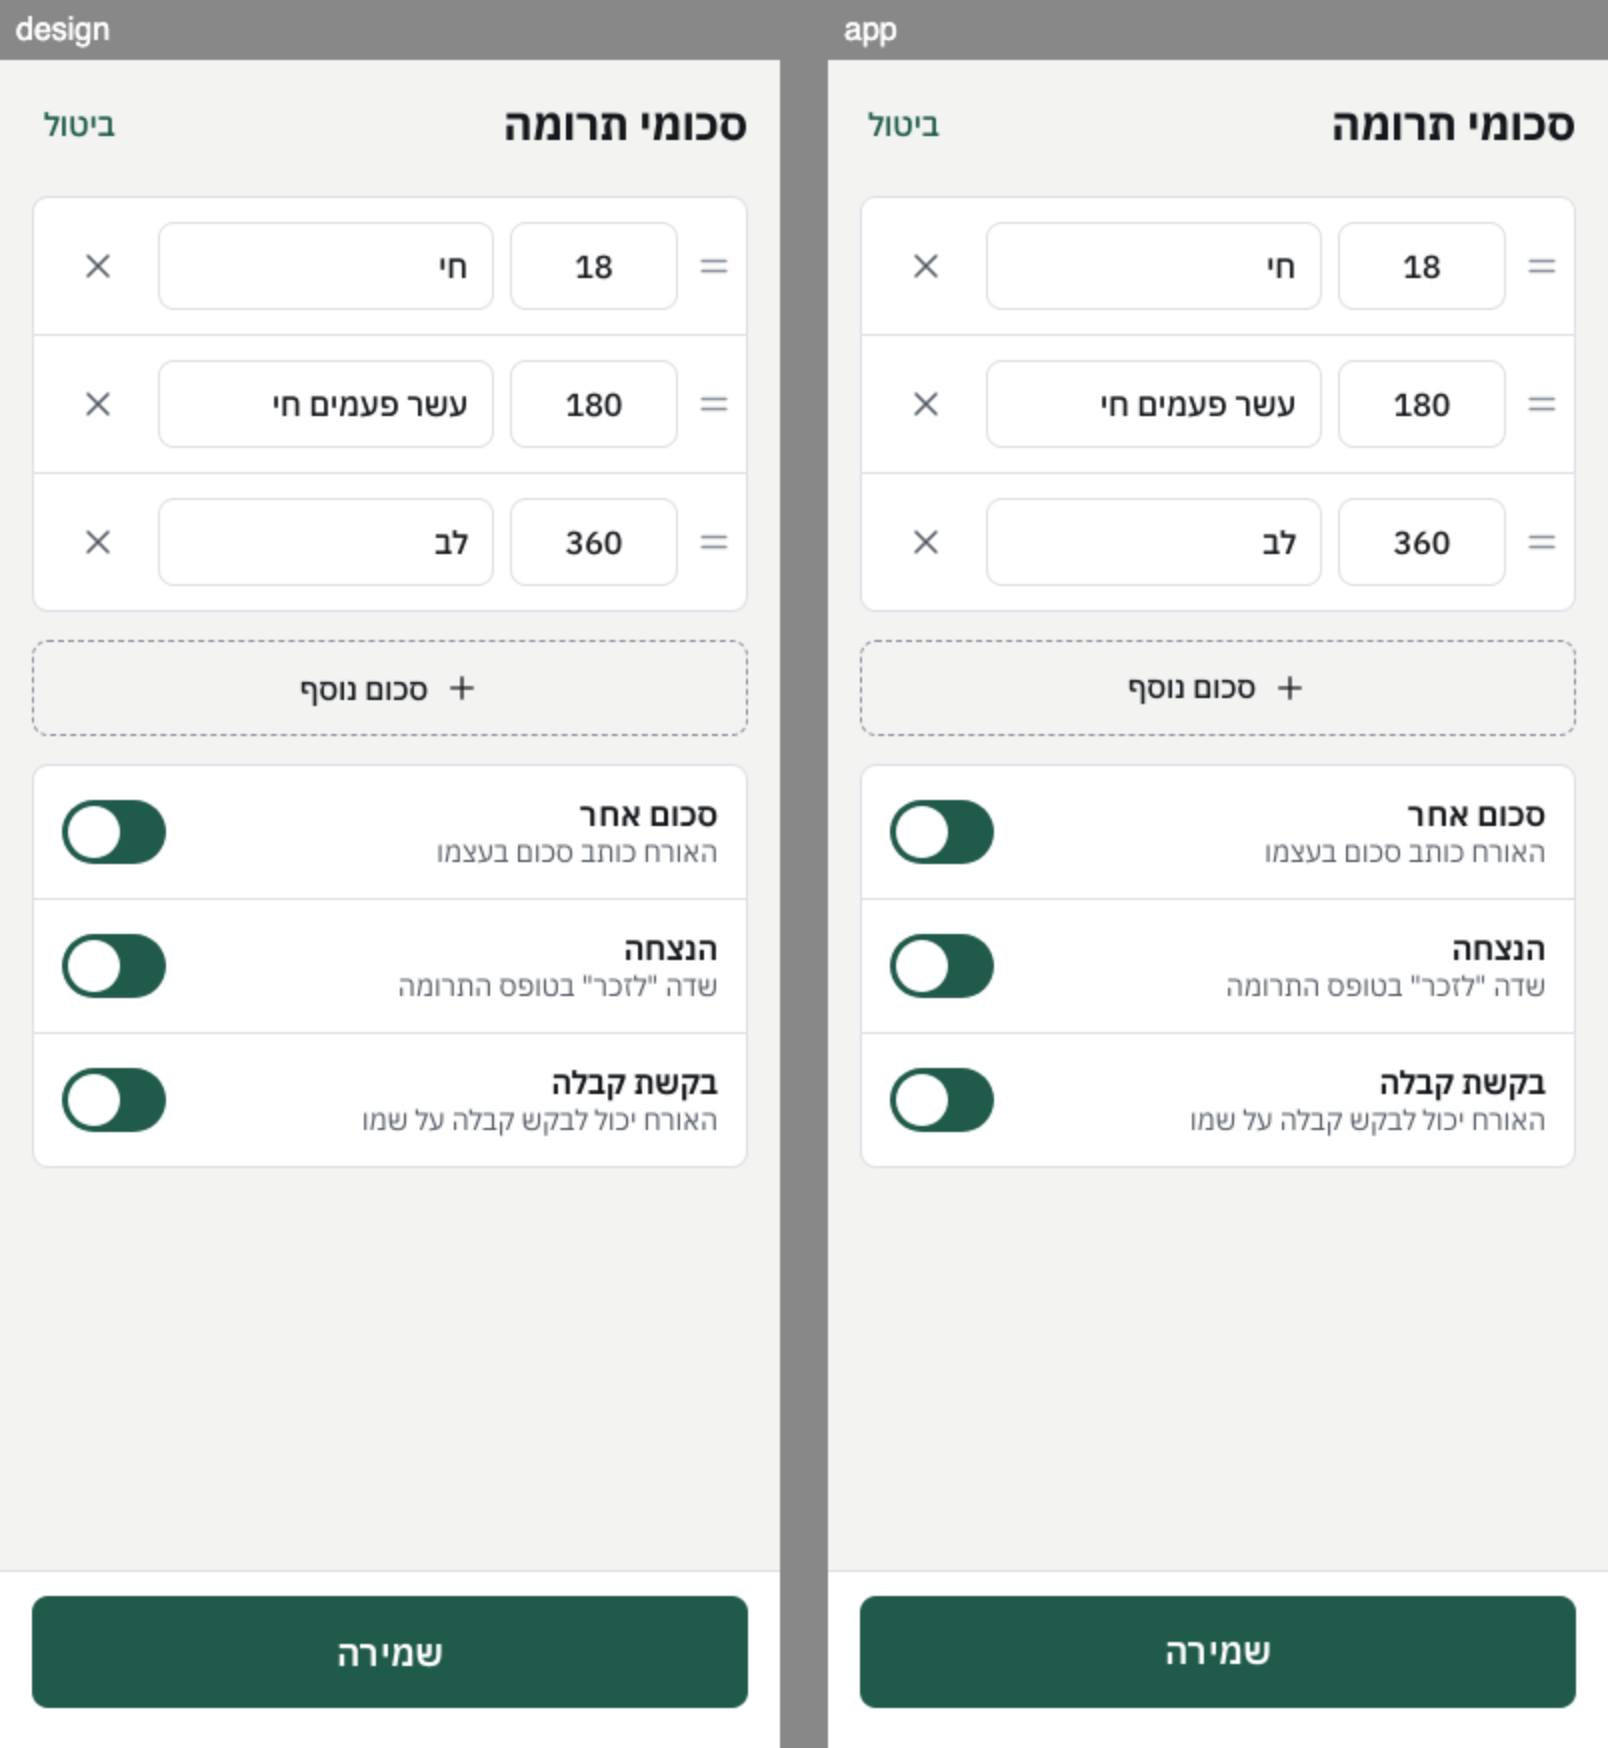 design
סכומי תרומה
ביטול
18
חי
180
עשר פעמים חי
360
לב
+ סכום נוסף
סכום אחר
האורח כותב סכום בעצמו
הנצחה
שדה "לזכר" בטופס התרומה
בקשת קבלה
האורח יכול לבקש קבלה על שמו
שמירה
app
סכומי תרומה
ביטול
18
חי
180
עשר פעמים חי
360
לב
+ סכום נוסף
סכום אחר
האורח כותב סכום בעצמו
הנצחה
שדה "לזכר" בטופס התרומה
בקשת קבלה
האורח יכול לבקש קבלה על שמו
שמירה